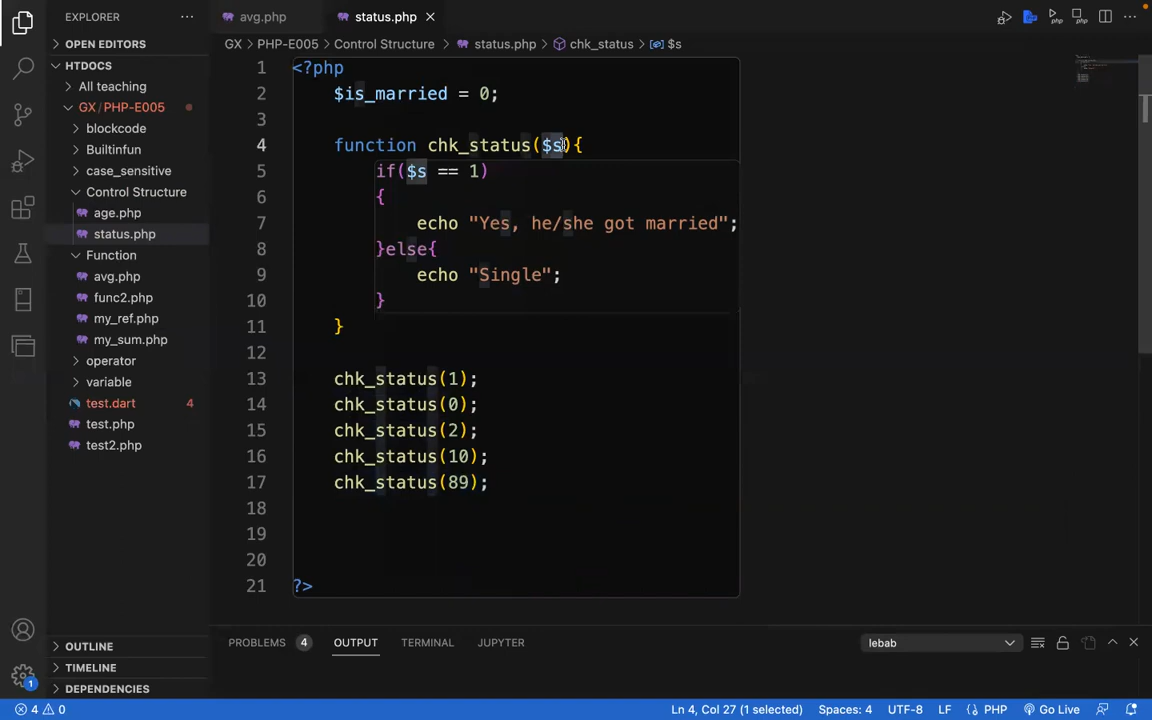 EXPLORER
avg.php
status.php
php
php
OPEN EDITORS
HTDOCS
All teaching
GX / PHP-E005
blockcode
Builtinfun
case_sensitive
Control Structure
age.php
status.php
Function
avg.php
func2.php
my_ref.php
my_sum.php
operator
variable
test.dart 4
test.php
test2.php
OUTLINE
TIMELINE
DEPENDENCIES
GX > PHP-E005 > Control Structure > status.php > chk_status > $s
1 <?php
2 $is_married = 0;
3
4 function chk_status($s){
5 if($s == 1)
6 {
7 echo "Yes, he/she got married";
8 }else{
9 echo "Single";
10 }
11 }
12
13 chk_status(1);
14 chk_status(0);
15 chk_status(2);
16 chk_status(10);
17 chk_status(89);
18
19
20
21 ?>
PROBLEMS 4 OUTPUT TERMINAL JUPYTER lebab
1
4 0 Ln 4, Col 27 (1 selected) Spaces: 4 UTF-8 LF {} PHP Go Live